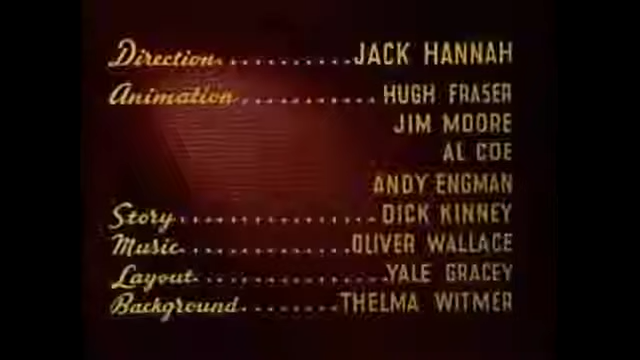 Direction..............JACK HANNAH
Animation..............HUGH FRASER
JIM MOORE
AL COE
ANDY ENGMAN
Story..................DICK KINNEY
Music.................OLIVER WALLACE
Layout..................YALE GRACEY
Background.........THELMA WITMER